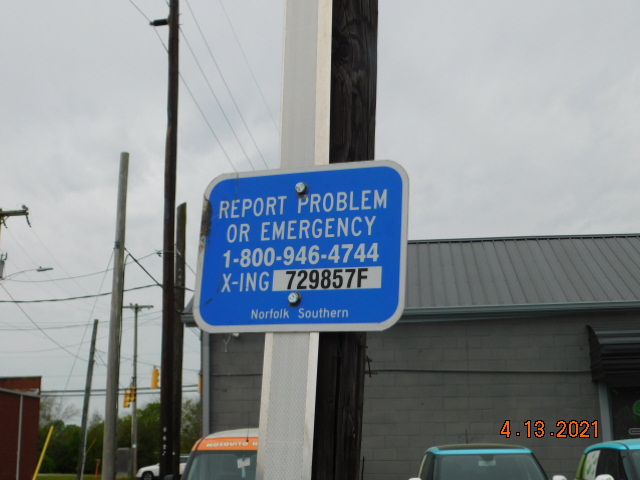 REPORT PROBLEM
OR EMERGENCY
1-800-946-4744
X-ING 729857F
Norfolk Southern
4.13.2021